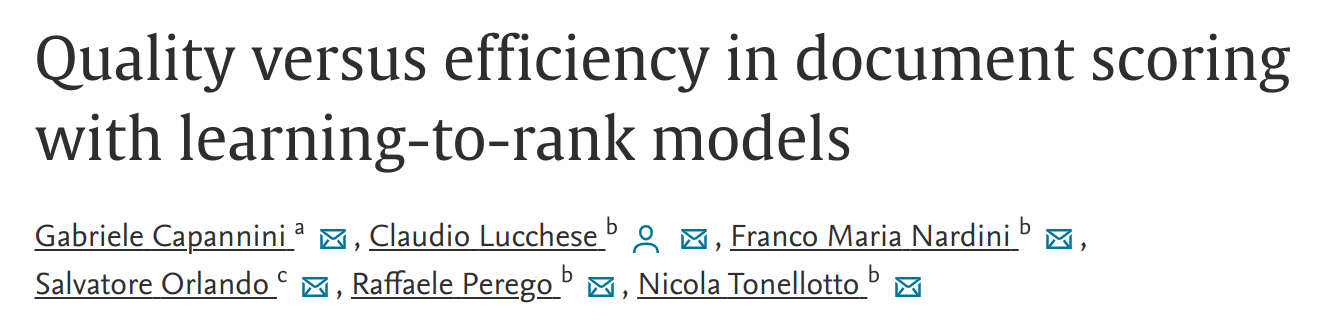 Quality versus efficiency in document scoring
with learning-to-rank models
Gabriele Capannini a , Claudio Lucchese b , Franco Maria Nardini b ,
Salvatore Orlando c , Raffaele Perego b , Nicola Tonellotto b